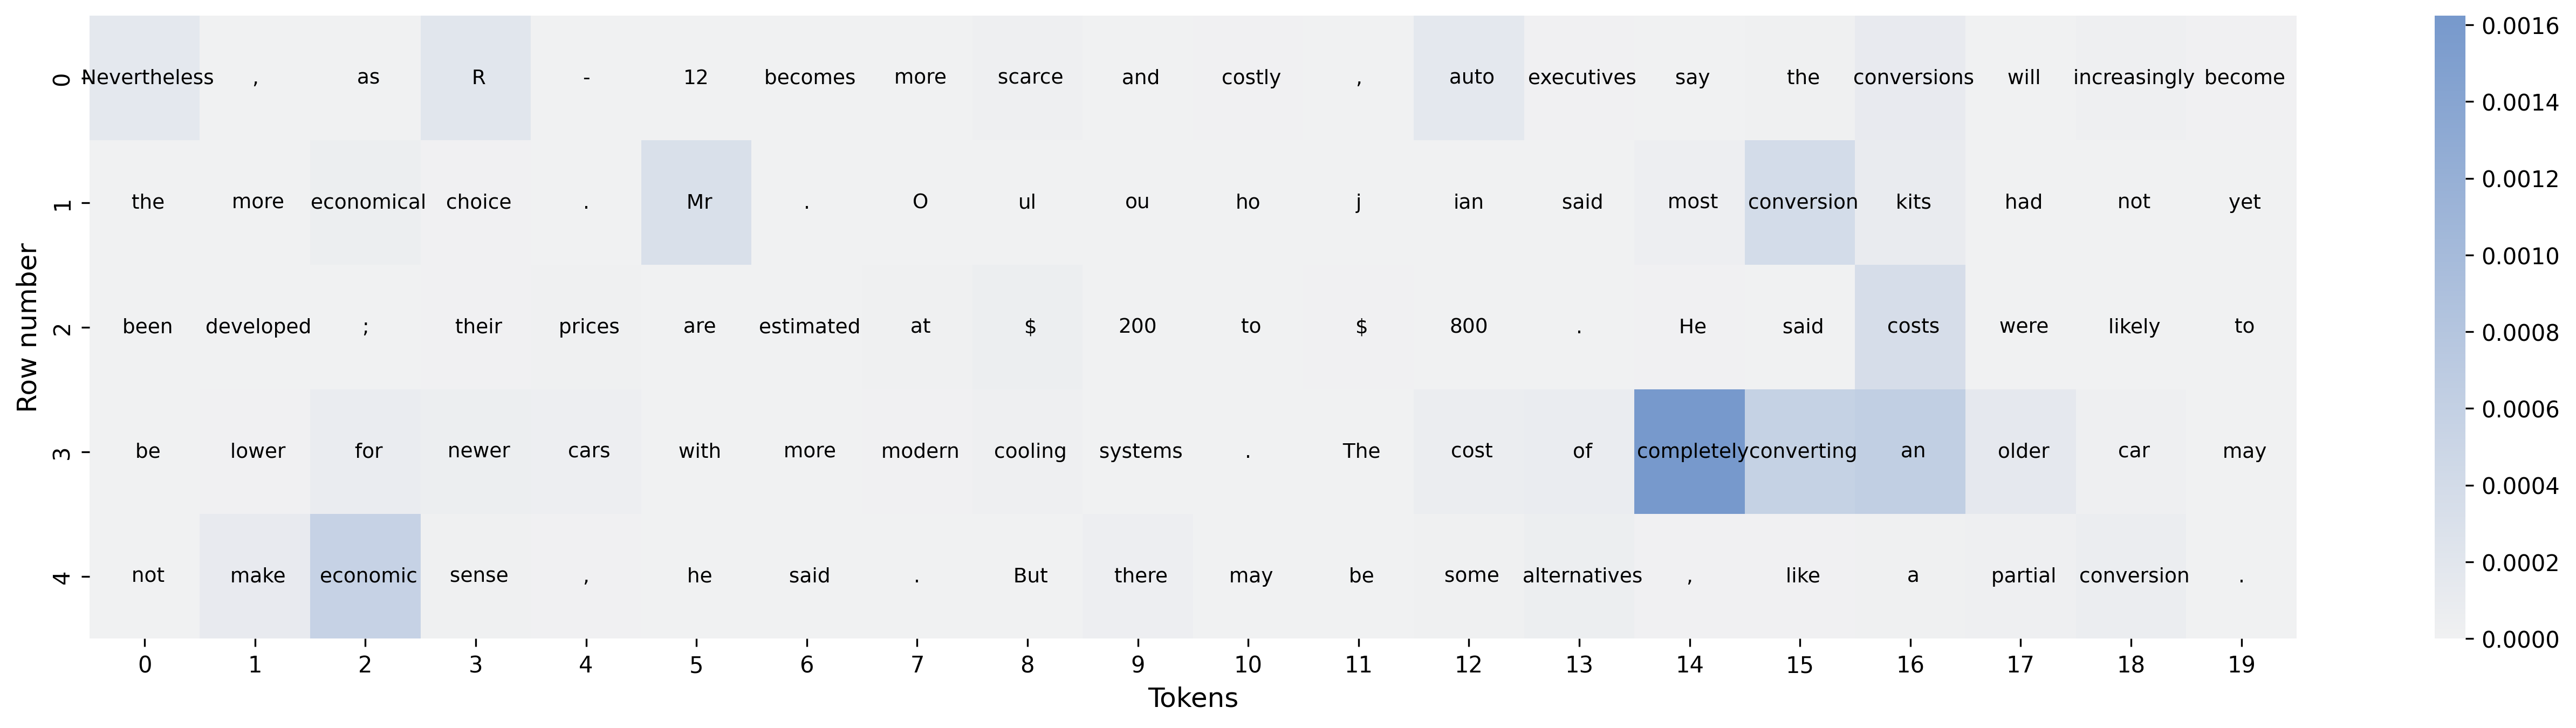 0 Nevertheless , as R - 12 becomes more scarce and costly , auto executives say the conversions will increasingly become
1 the more economical choice . Mr . O ul ou ho j ian said most conversion kits had not yet
2 been developed ; their prices are estimated at $ 200 to $ 800 . He said costs were likely to
3 be lower for newer cars with more modern cooling systems . The cost of completely converting an older car may
4 not make economic sense , he said . But there may be some alternatives , like a partial conversion .
Row number
0 1 2 3 4 5 6 7 8 9 10 11 12 13 14 15 16 17 18 19
Tokens
0.0016
0.0014
0.0012
0.0010
0.0008
0.0006
0.0004
0.0002
0.0000